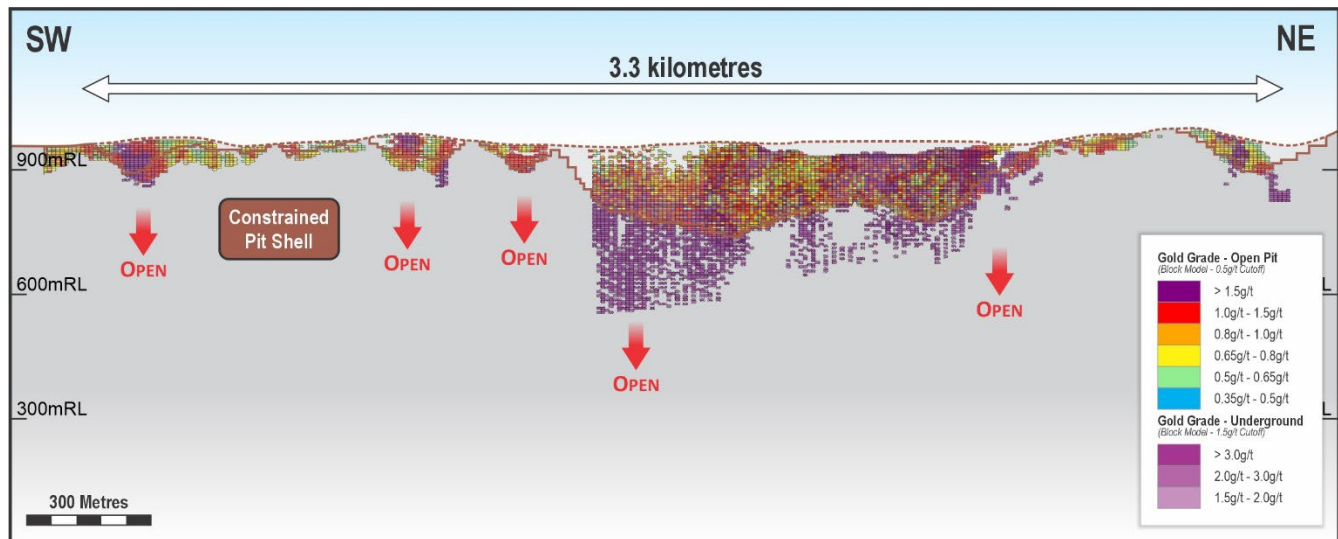 SW
NE
3.3 kilometres
900mRL
Constrained
Pit Shell
OPEN
OPEN
OPEN
OPEN
OPEN
600mRL
L
300mRL
L
300 Metres
Gold Grade - Open Pit
(Block Model - 0.5g/t Cutoff)
> 1.5g/t
1.0g/t - 1.5g/t
0.8g/t - 1.0g/t
0.65g/t - 0.8g/t
0.5g/t - 0.65g/t
0.35g/t - 0.5g/t
Gold Grade - Underground
(Block Model - 1.5g/t Cutoff)
> 3.0g/t
2.0g/t - 3.0g/t
1.5g/t - 2.0g/t